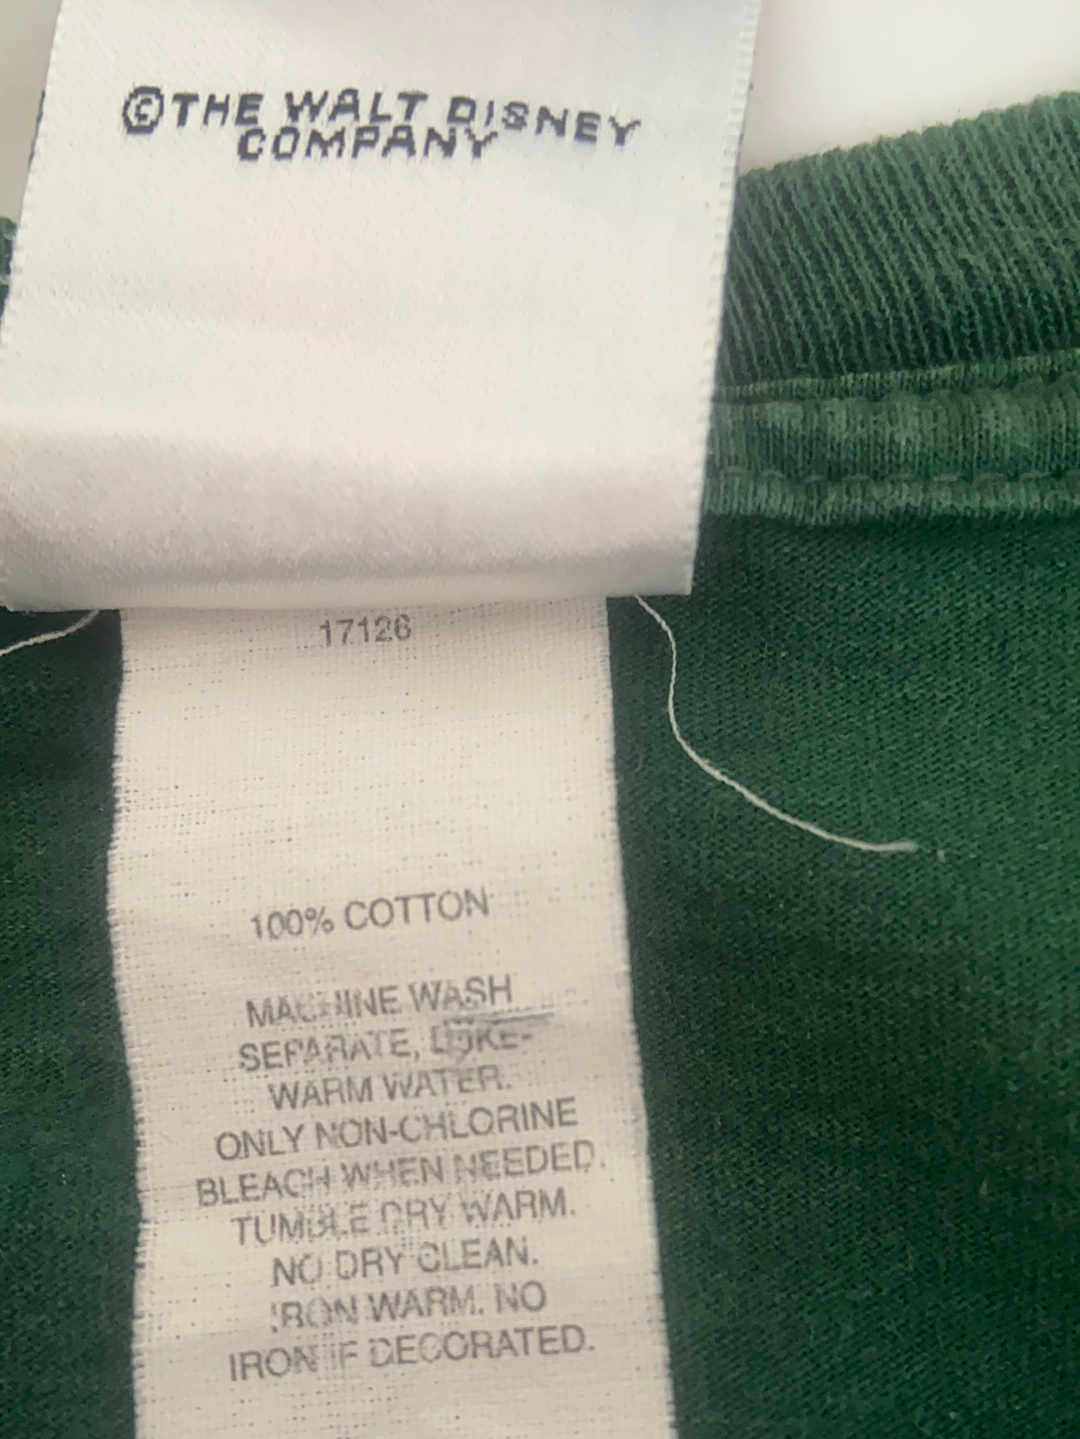 ©THE WALT DISNEY
COMPANY
17126
100% COTTON
MACHINE WASH
SEPARATE, LUKE-
WARM WATER.
ONLY NON-CHLORINE
BLEACH WHEN NEEDED.
TUMBLE DRY WARM.
NO DRY CLEAN.
IRON WARM. NO
IRON IF DECORATED.